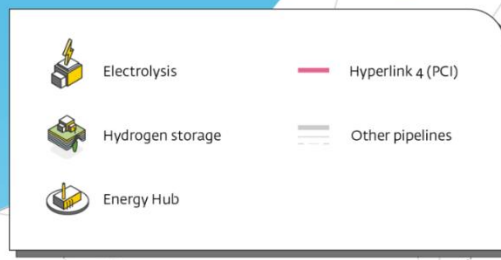 Electrolysis
Hyperlink 4 (PCI)
Hydrogen storage
Other pipelines
Energy Hub